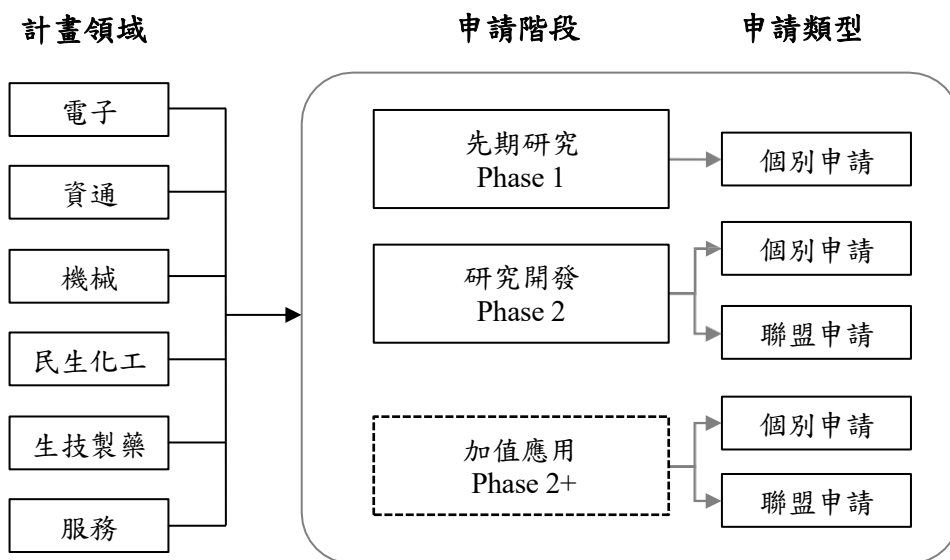 計畫領域
申請階段
申請類型
電子
資通
機械
民生化工
生技製藥
服務
先期研究
Phase 1
個別申請
研究開發
Phase 2
個別申請
聯盟申請
加值應用
Phase 2+
個別申請
聯盟申請